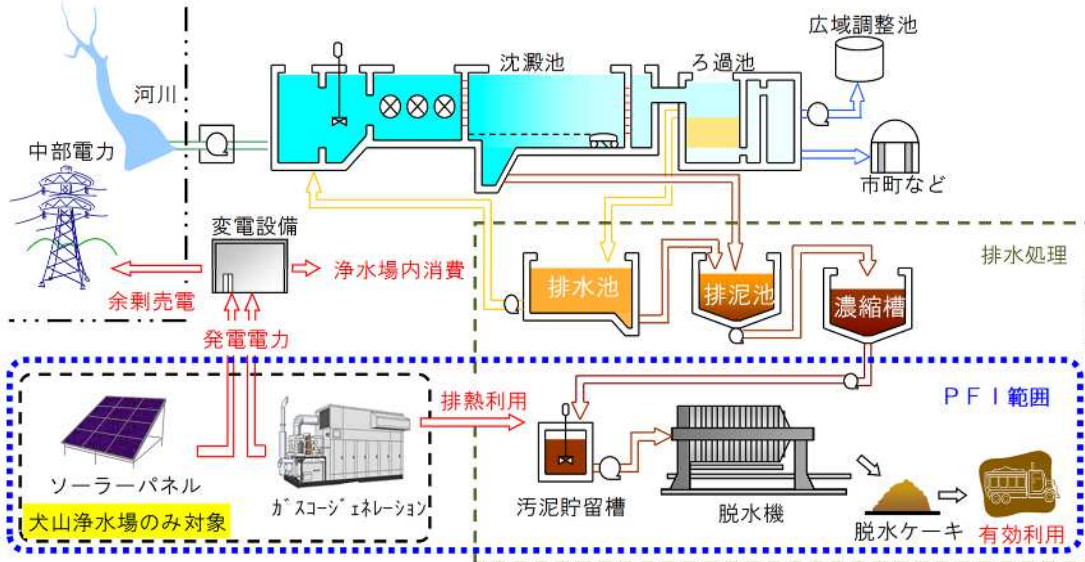 広域調整池
沈澱池
ろ過池
河川
中部電力
市町など
変電設備
排水処理
浄水場内消費
余剰売電
排水池
排泥池
濃縮槽
発電電力
PFI範囲
排熱利用
ソーラーパネル
ガスコージェネレーション
汚泥貯留槽
脱水機
脱水ケーキ
有効利用
犬山浄水場のみ対象